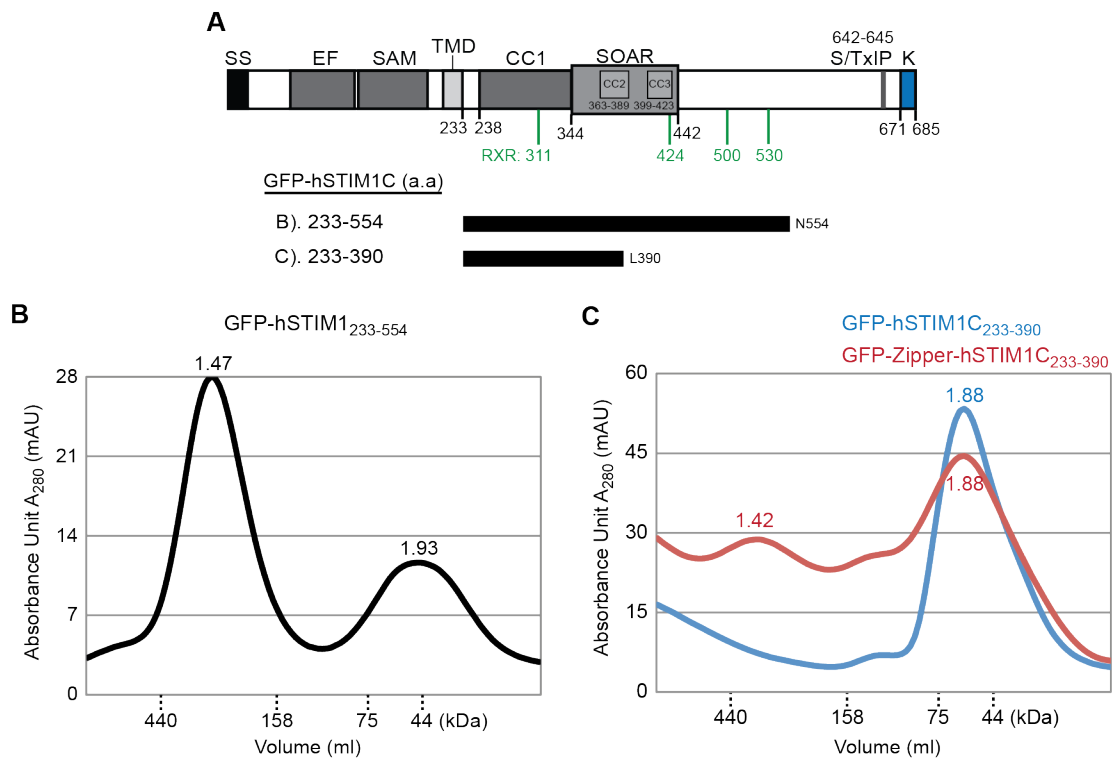 A
642-645
TMD
SS EF SAM CC1 SOAR S/TxIP K
CC2 CC3
363-389 399-423
233 238 344 442 671 685
RXR: 311 424 500 530
GFP-hSTIM1C (a.a)
B). 233-554 N554
C). 233-390 L390
B
GFP-hSTIM1233-554
1.47
1.93
28
21
14
7
0
Absorbance Unit A280 (mAU)
440 158 75 44 (kDa)
Volume (ml)
C
GFP-hSTIM1C233-390
GFP-Zipper-hSTIM1C233-390
60
45
30
15
0
1.88
1.88
1.42
Absorbance Unit A280 (mAU)
440 158 75 44 (kDa)
Volume (ml)